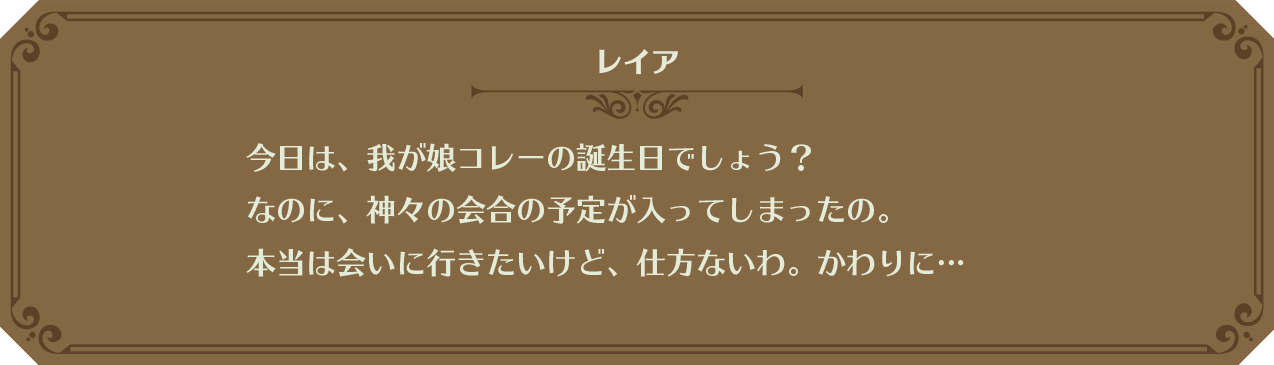 レイア
今日は、我が娘コレーの誕生日でしょう？
なのに、神々の会合の予定が入ってしまったの。
本当は会いに行きたいけど、仕方ないわ。かわりに…